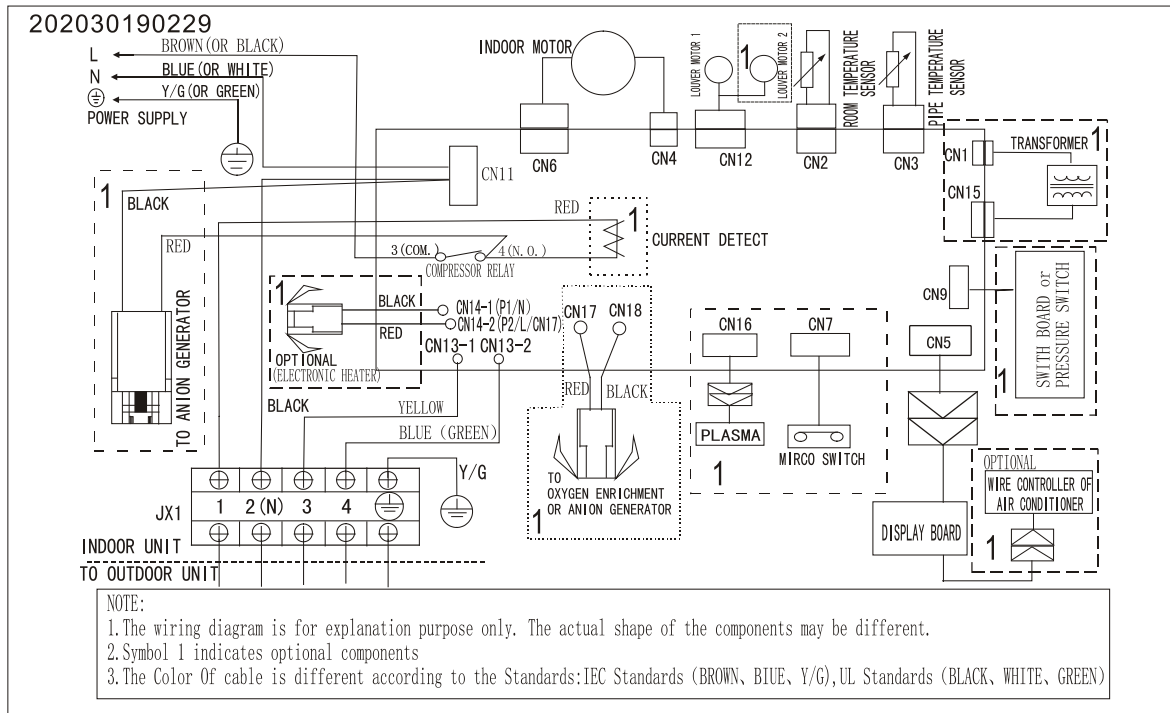 202030190229
L
BROWN(OR BLACK)
N
BLUE(OR WHITE)
Y/G(OR GREEN)
POWER SUPPLY
INDOOR MOTOR
LOUVER MOTOR 1
1
LOUVER MOTOR 2
ROOM TEMPERATURE
SENSOR
PIPE TEMPERATURE
SENSOR
CN6
CN4
CN12
CN2
CN3
CN1
TRANSFORMER
1
CN15
CN11
1
BLACK
RED
TO ANION GENERATOR
RED
1
CURRENT DETECT
3(COM.)
4(N.O.)
COMPRESSOR RELAY
1
BLACK
RED
CN14-1(P1/N)
CN14-2(P2/L/CN17)
OPTIONAL
(ELECTRONIC HEATER)
CN13-1
CN13-2
CN17
CN18
RED
BLACK
TO
OXYGEN ENRICHMENT
OR ANION GENERATOR
1
CN16
CN7
PLASMA
MIRCO SWITCH
1
CN9
SWITH BOARD or
PRESSURE SWITCH
1
CN5
DISPLAY BOARD
OPTIONAL
WIRE CONTROLLER OF
AIR CONDITIONER
1
BLACK
YELLOW
BLUE (GREEN)
Y/G
JX1
1
2(N)
3
4
INDOOR UNIT
TO OUTDOOR UNIT
NOTE:
1.The wiring diagram is for explanation purpose only. The actual shape of the components may be different.
2.Symbol 1 indicates optional components
3.The Color Of cable is different according to the Standards:IEC Standards (BROWN、BIUE、Y/G),UL Standards (BLACK、WHITE、GREEN)